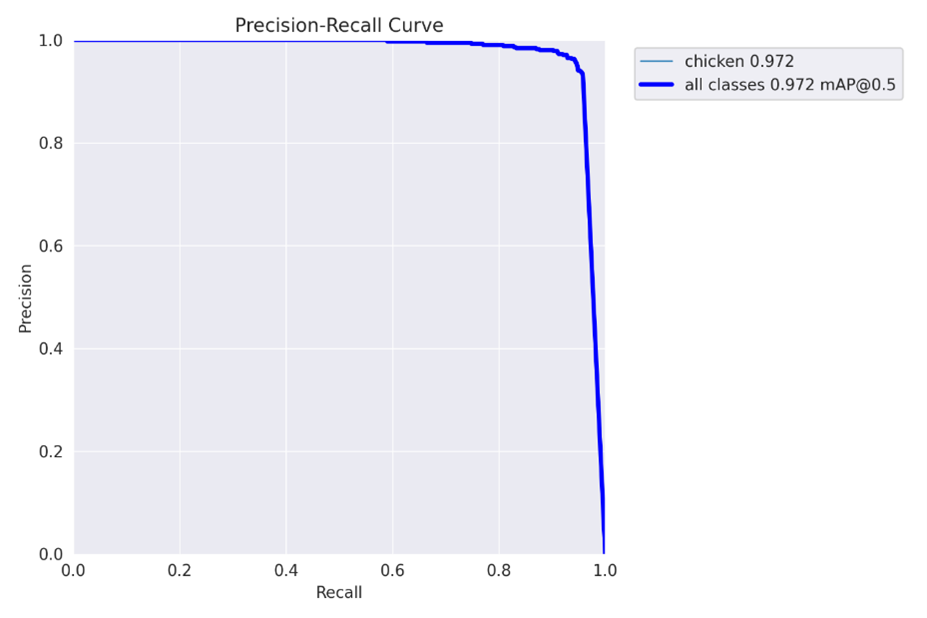 Precision-Recall Curve
1.0
0.8
0.6
0.4
0.2
0.0
Precision
0.0 0.2 0.4 0.6 0.8 1.0
Recall
chicken 0.972
all classes 0.972 mAP@0.5